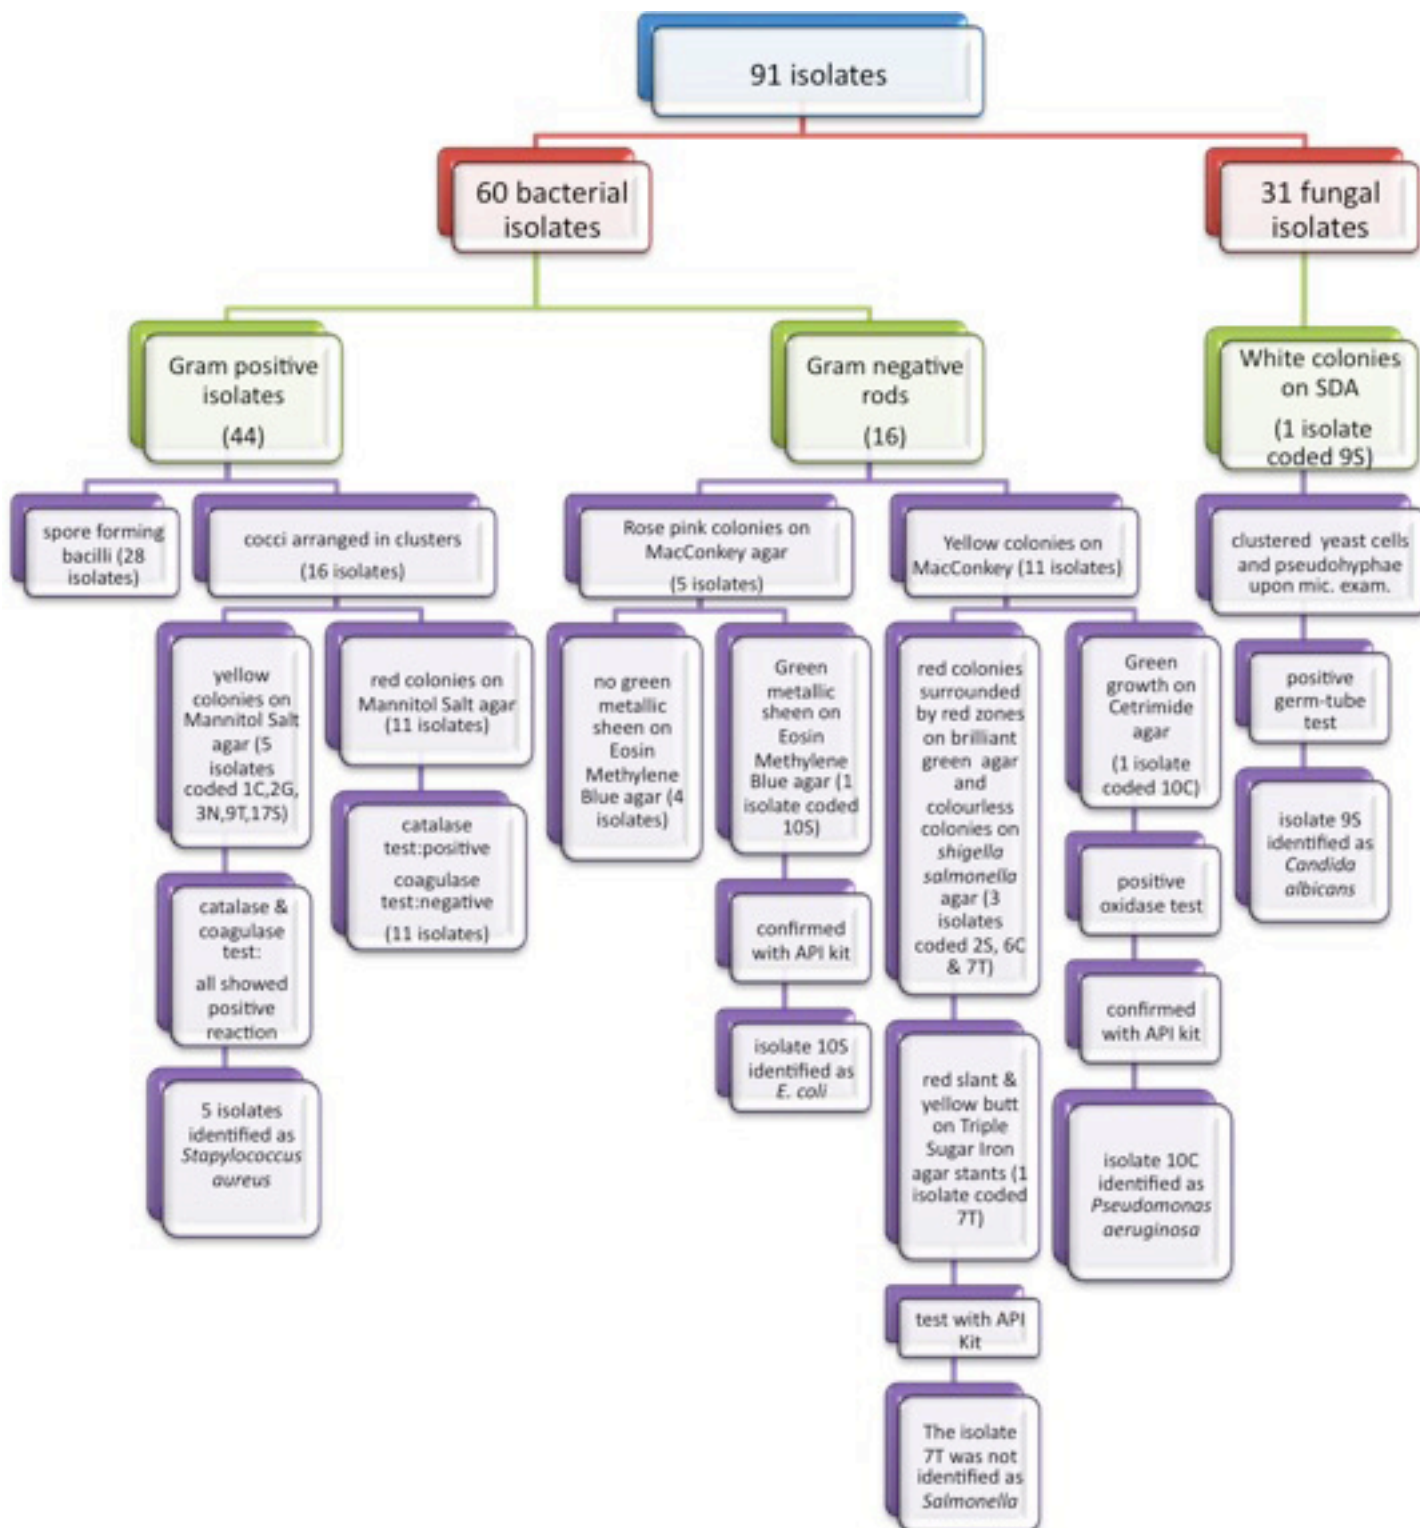 91 isolates
60 bacterial
isolates
31 fungal
isolates
Gram positive
isolates
(44)
Gram negative
rods
(16)
White colonies
on SDA
(1 isolate
coded 9S)
spore forming
bacilli (28
isolates)
cocci arranged in clusters
(16 isolates)
Rose pink colonies on
MacConkey agar
(5 isolates)
Yellow colonies on
MacConkey (11 isolates)
clustered yeast cells
and pseudohyphae
upon mic. exam.
yellow
colonies on
Mannitol Salt
agar (5
isolates
coded 1C,2G,
3N,9T,17S)
red colonies on
Mannitol Salt agar
(11 isolates)
no green
metallic
sheen on
Eosin
Methylene
Blue agar (4
isolates)
Green
metallic
sheen on
Eosin
Methylene
Blue agar (1
isolate coded
10S)
red colonies
surrounded
by red zones
on brilliant
green agar
and
colourless
colonies on
shigella
salmonella
agar (3
isolates
coded 2S, 6C
& 7T)
Green
growth on
Cetrimide
agar
(1 isolate
coded 10C)
positive
germ-tube
test
catalase &
coagulase
test:
all showed
positive
reaction
catalase
test:positive
coagulase
test:negative
(11 isolates)
confirmed
with API kit
positive
oxidase test
isolate 9S
identified as
Candida
albicans
5 isolates
identified as
Stapylococcus
aureus
isolate 10S
identified as
E. coli
red slant &
yellow butt
on Triple
Sugar Iron
agar stants (1
isolate coded
7T)
confirmed
with API kit
isolate 10C
identified as
Pseudomonas
aeruginosa
test with API
Kit
The isolate
7T was not
identified as
Salmonella